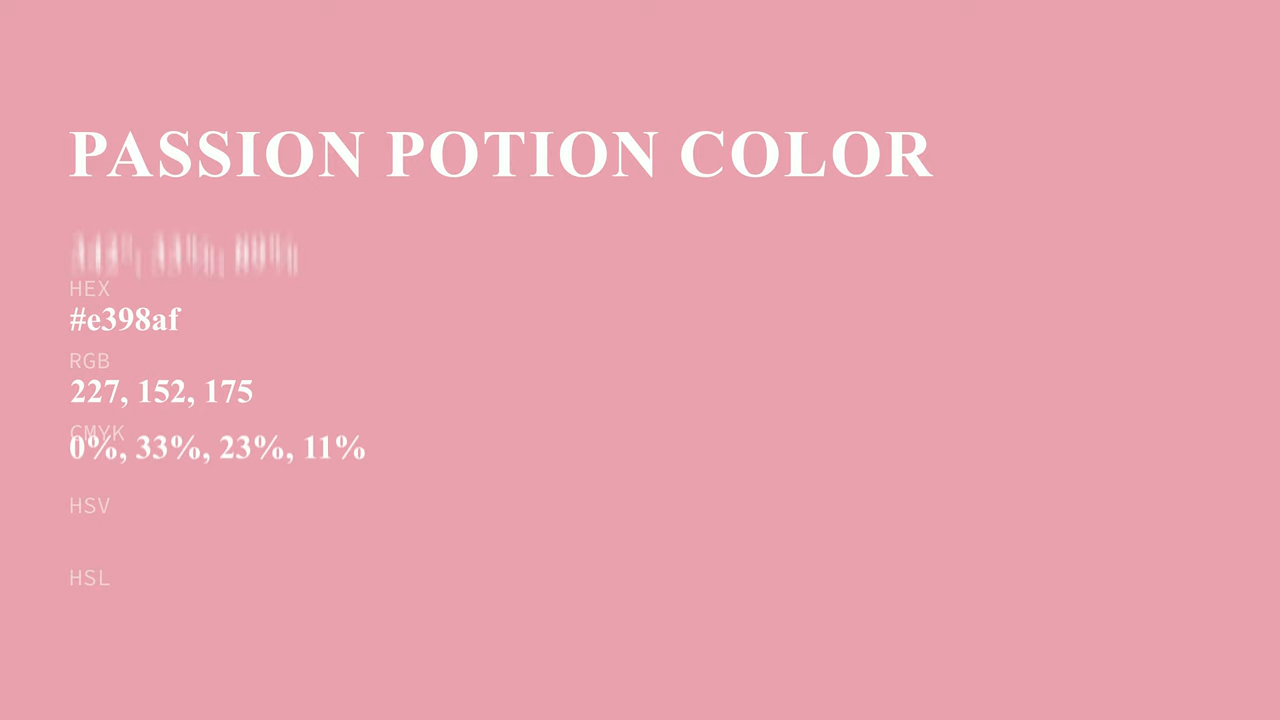 PASSION POTION COLOR
HEX
#e398af
RGB
227, 152, 175
CMYK
0%, 33%, 23%, 11%
HSV
HSL